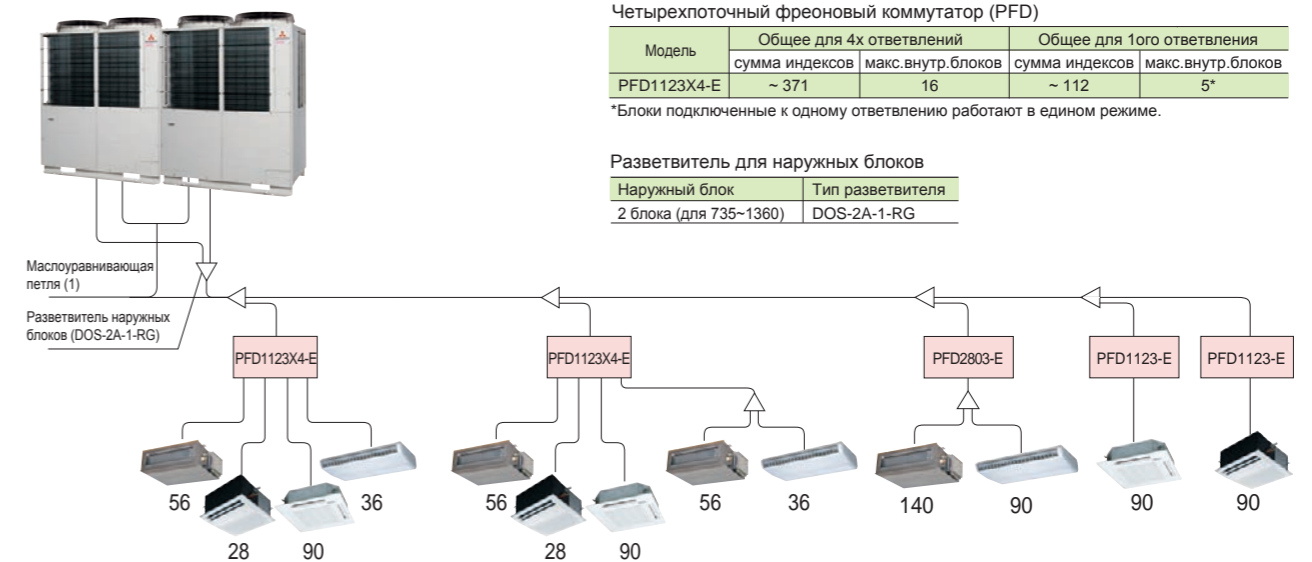 Четырехпоточный фреоновый коммутатор (PFD)
Модель
Общее для 4х ответвлений
Общее для 1ого ответвления
сумма индексов
макс.внутр.блоков
сумма индексов
макс.внутр.блоков
PFD1123X4-E
~ 371
16
~ 112
5*
*Блоки подключенные к одному ответвлению работают в едином режиме.
Разветвитель для наружных блоков
Наружный блок
Тип разветвителя
2 блока (для 735~1360)
DOS-2A-1-RG
Маслоуравнивающая
петля (1)
Разветвитель наружных
блоков (DOS-2A-1-RG)
PFD1123X4-E
PFD1123X4-E
PFD2803-E
PFD1123-E
PFD1123-E
56
36
28
90
56
56
36
28
90
140
90
90
90